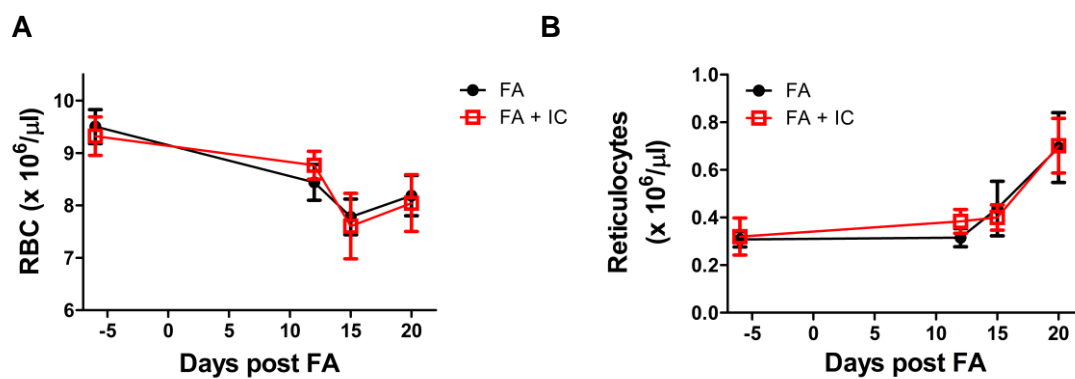 A
RBC (x 10⁶/µl)
10
9
8
7
6
-5 0 5 10 15 20
Days post FA
FA
FA + IC
B
Reticulocytes
(x 10⁶/µl)
1.0
0.8
0.6
0.4
0.2
0.0
-5 0 5 10 15 20
Days post FA
FA
FA + IC